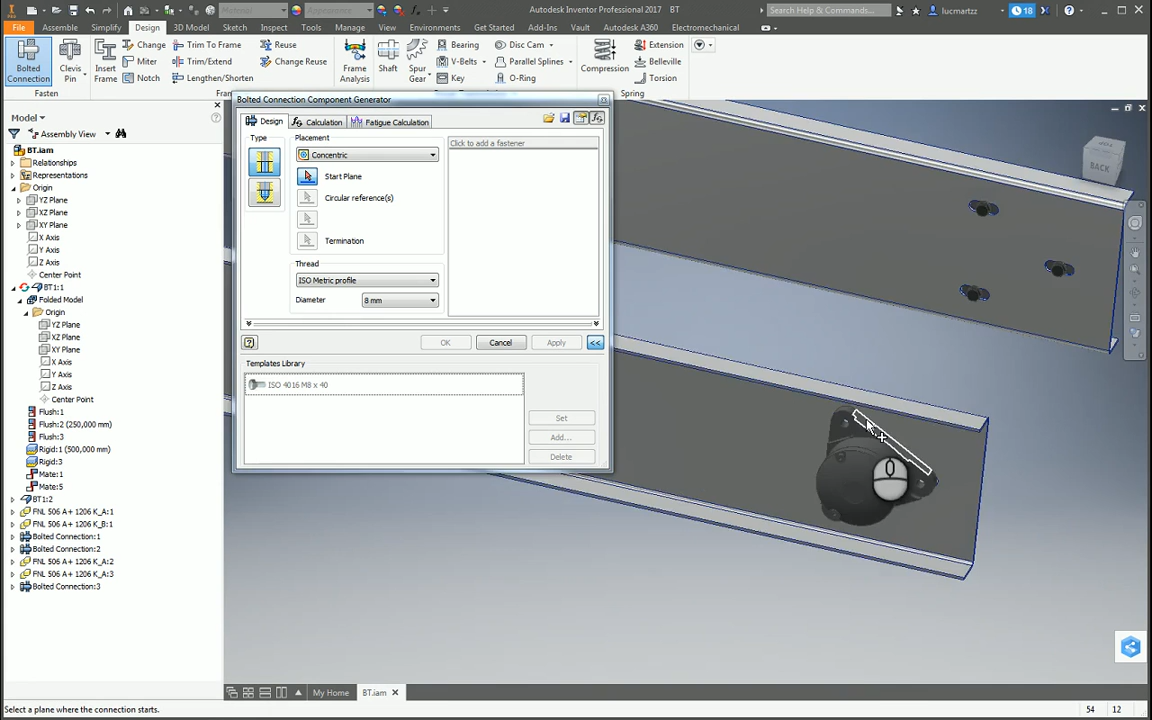 Autodesk Inventor Professional 2017 BT
Search Help & Commands...
lucmartzz
18
File Assemble Design 3D Model Sketch Inspect Tools Manage View Environments Get Started Add-Ins Vault Autodesk A360 Electromechanical
Simplify
Bolted Connection
Clevis Pin
Insert Frame
Change
Miter
Notch
Trim To Frame
Trim/Extend
Lengthen/Shorten
Reuse
Change Reuse
Frame Analysis
Shaft
Spur Gear
Bearing
V-Belts
Key
Disc Cam
Parallel Splines
O-Ring
Compression
Extension
Belleville
Torsion
Fasten
Spring
Model
Assembly View
BT.iam
Relationships
Representations
Origin
YZ Plane
XZ Plane
XY Plane
X Axis
Y Axis
Z Axis
Center Point
BT1:1
Folded Model
Origin
YZ Plane
XZ Plane
XY Plane
X Axis
Y Axis
Z Axis
Center Point
Flush:1
Flush:2 (250,000 mm)
Flush:3
Rigid:1 (500,000 mm)
Rigid:3
Mate:1
Mate:5
BT1:2
FNL 506 A+ 1206 K_A:1
FNL 506 A+ 1206 K_B:1
Bolted Connection:1
Bolted Connection:2
FNL 506 A+ 1206 K_A:2
FNL 506 A+ 1206 K_A:3
Bolted Connection:3
Bolted Connection Component Generator
Design Calculation Fatigue Calculation
Type
Placement
Concentric
Start Plane
Circular reference(s)
Termination
Thread
ISO Metric profile
Diameter 8 mm
Click to add a fastener
OK Cancel Apply <<
Templates Library
ISO 4016 M8 x 40
Set
Add...
Delete
TOP
BACK
My Home BT.iam
Select a plane where the connection starts.
54 12